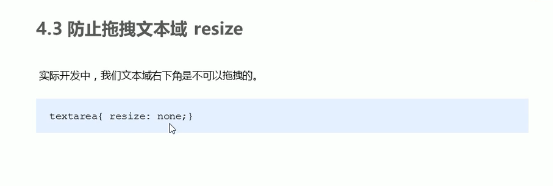 4.3 防止拖拽文本域 resize
实际开发中，我们文本域右下角是不可以拖拽的。
textarea{ resize: none;}